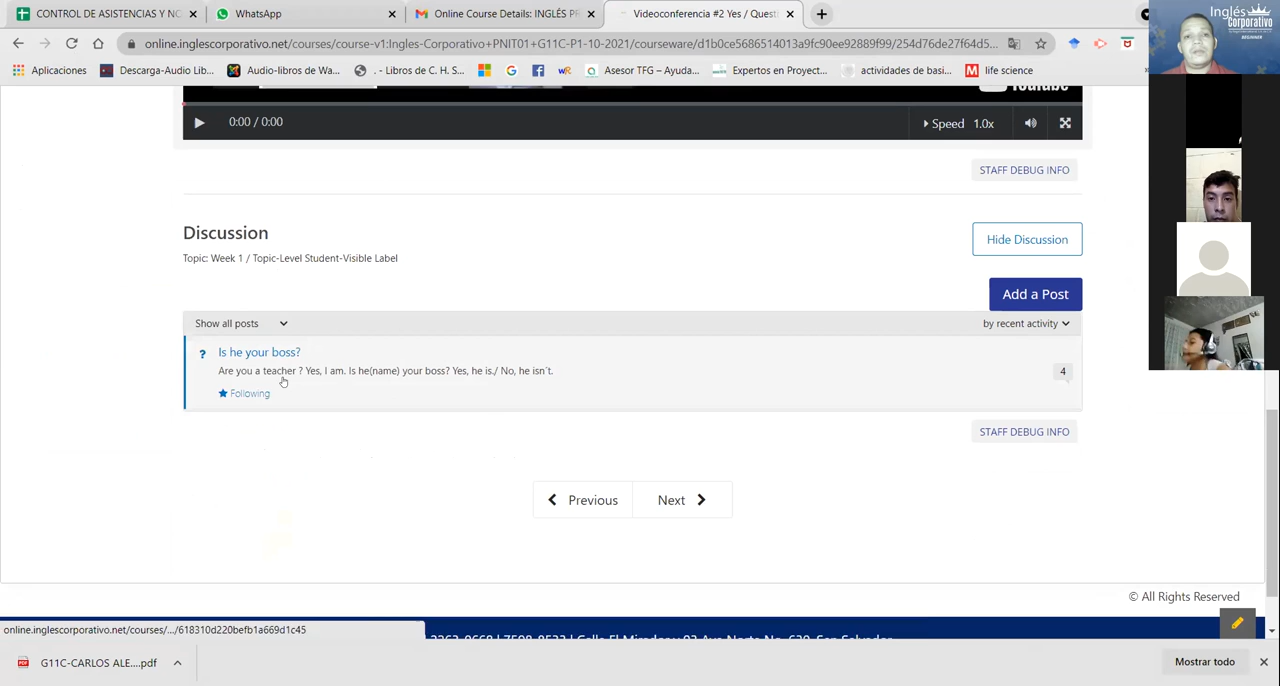 CONTROL DE ASISTENCIAS Y NO
WhatsApp
Online Course Details: INGLÉS PR
Videoconferencia #2 Yes / Questi
online.inglescorporativo.net/courses/course-v1:Ingles-Corporativo+PNIT01+G11C-P1-10-2021/courseware/d1b0ce5686514013a9fc90ee92889f99/254d76de27f64d5...
Aplicaciones
Descarga-Audio Lib...
Audio-libros de Wa...
. - Libros de C. H. S...
Asesor TFG – Ayuda...
Expertos en Proyect...
actividades de basi...
life science
Inglés
Corporativo
BEGINNER
YouTube
0:00 / 0:00
Speed 1.0x
STAFF DEBUG INFO
Discussion
Hide Discussion
Topic: Week 1 / Topic-Level Student-Visible Label
Add a Post
Show all posts
by recent activity
? Is he your boss?
Are you a teacher ? Yes, I am. Is he(name) your boss? Yes, he is./ No, he isn´t.
4
Following
STAFF DEBUG INFO
Previous
Next
© All Rights Reserved
online.inglescorporativo.net/courses/.../618310d220befb1a669d1c45
G11C-CARLOS ALE....pdf
Mostrar todo